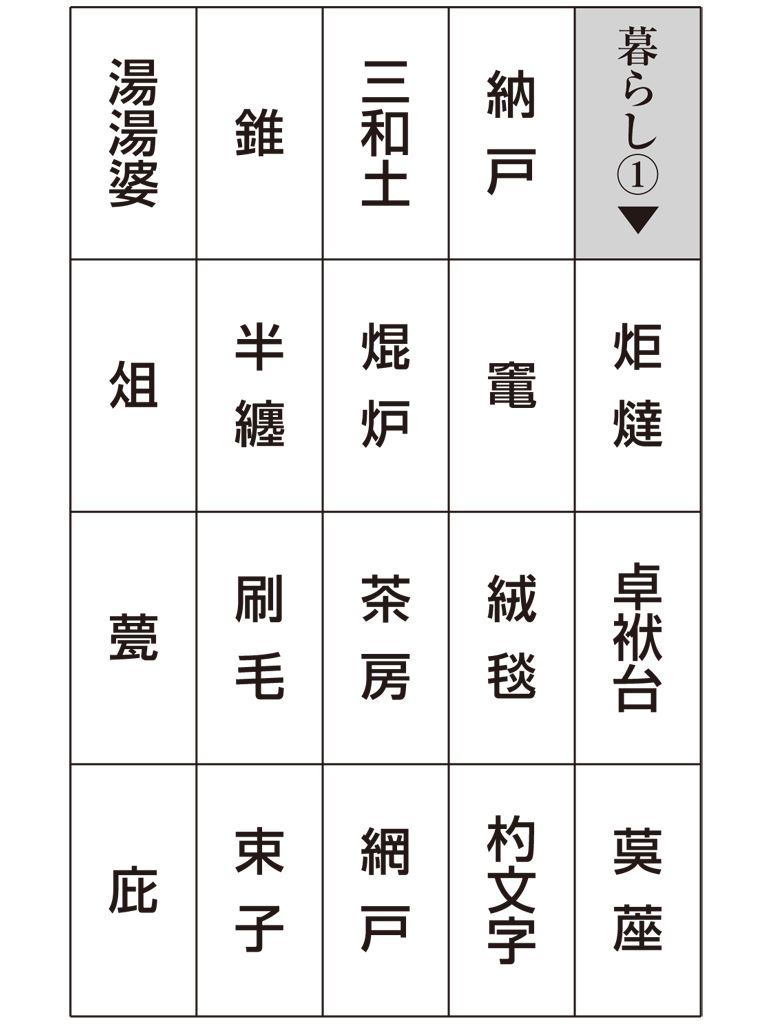 暮らし①▼
炬燵
卓袱台
茣蓙
納戸
竈
絨毯
杓文字
三和土
焜炉
茶房
網戸
錐
半纏
刷毛
束子
湯湯婆
俎
甍
庇